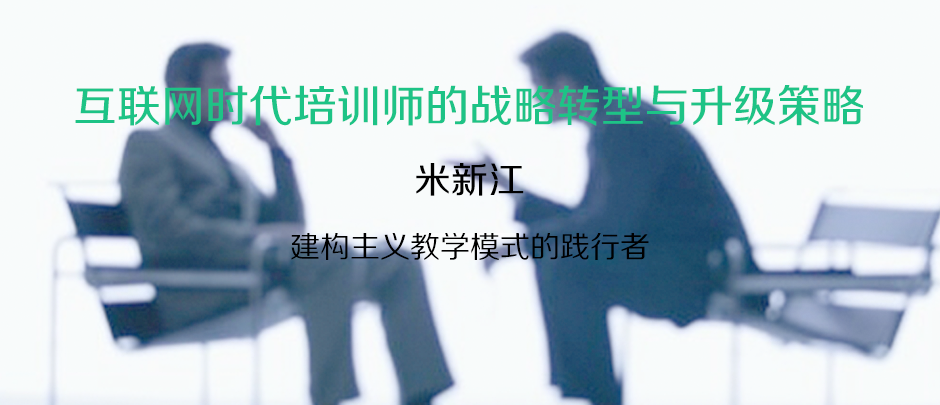 互联网时代培训师的战略转型与升级策略
米新江
建构主义教学模式的践行者